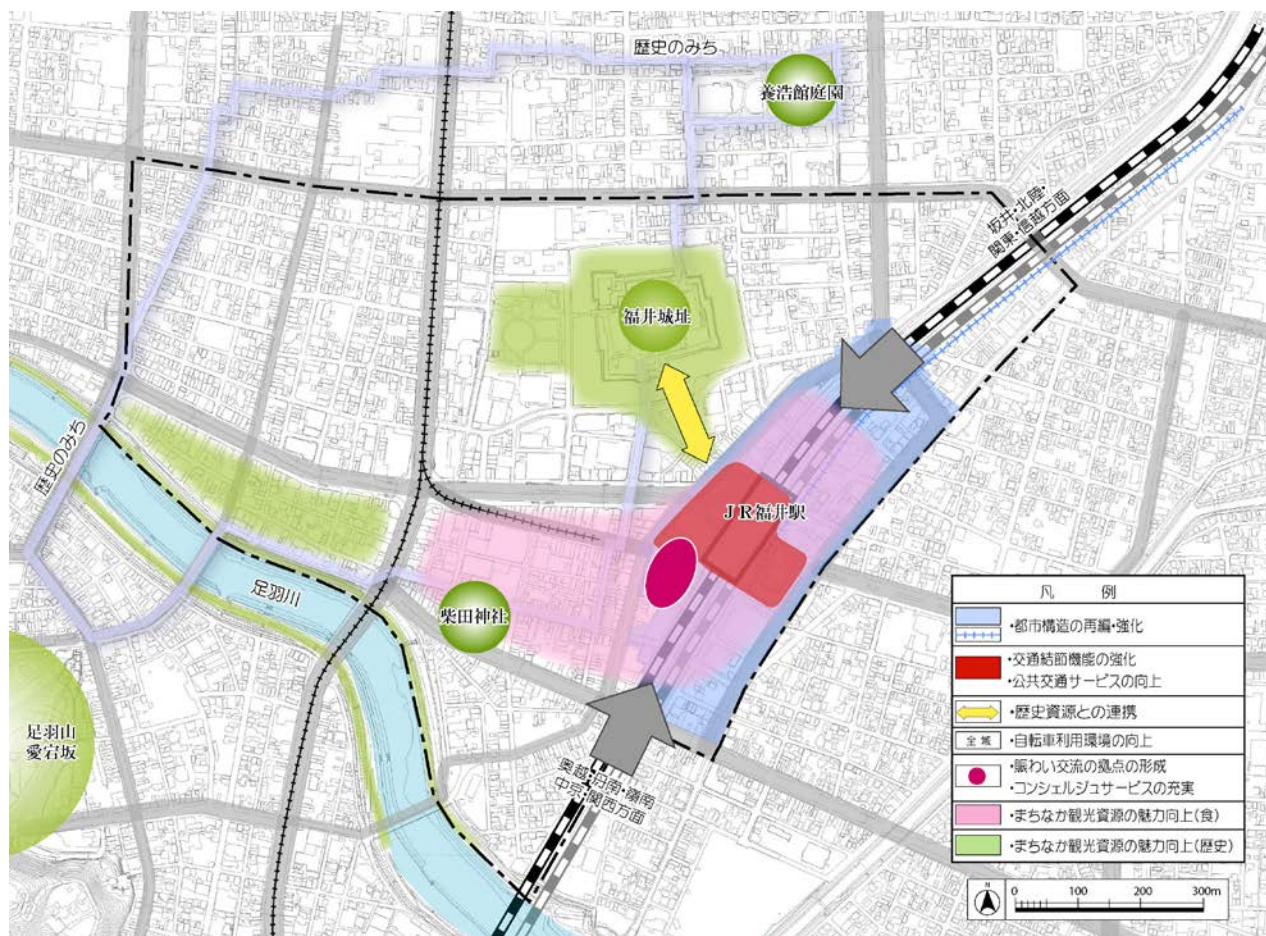 歴史のみち
養浩館庭園
坂井・北陸・
関東・信越方面
福井城址
JR福井駅
歴史のみち
足羽川
柴田神社
足羽山
愛宕坂
奥越・丹南・嶺南
中京・関西方面
凡 例
・都市構造の再編・強化
・交通結節機能の強化
・公共交通サービスの向上
・歴史資源との連携
全域 ・自転車利用環境の向上
・賑わい交流の拠点の形成
・コンシェルジュサービスの充実
・まちなか観光資源の魅力向上(食)
・まちなか観光資源の魅力向上(歴史)
N
0 100 200 300m